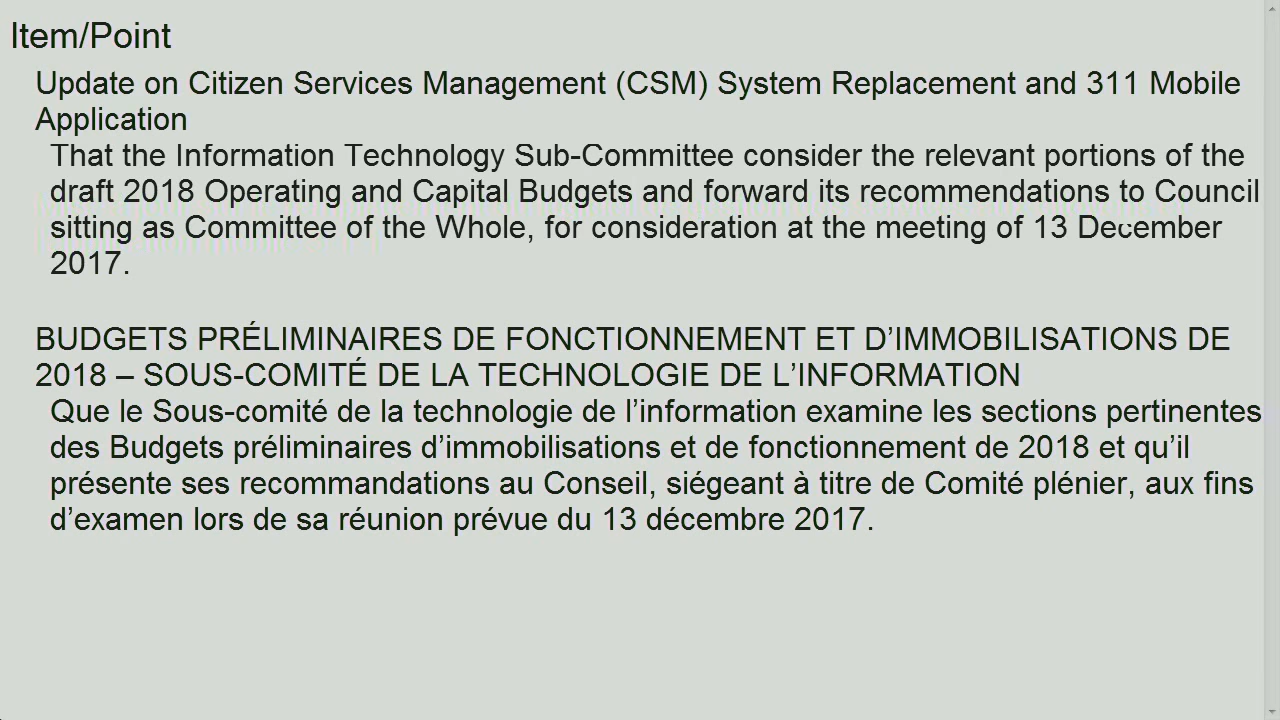 Item/Point
Update on Citizen Services Management (CSM) System Replacement and 311 Mobile
Application
That the Information Technology Sub-Committee consider the relevant portions of the
draft 2018 Operating and Capital Budgets and forward its recommendations to Council
sitting as Committee of the Whole, for consideration at the meeting of 13 December
2017.
BUDGETS PRÉLIMINAIRES DE FONCTIONNEMENT ET D’IMMOBILISATIONS DE
2018 – SOUS-COMITÉ DE LA TECHNOLOGIE DE L’INFORMATION
Que le Sous-comité de la technologie de l’information examine les sections pertinentes
des Budgets préliminaires d’immobilisations et de fonctionnement de 2018 et qu’il
présente ses recommandations au Conseil, siégeant à titre de Comité plénier, aux fins
d’examen lors de sa réunion prévue du 13 décembre 2017.